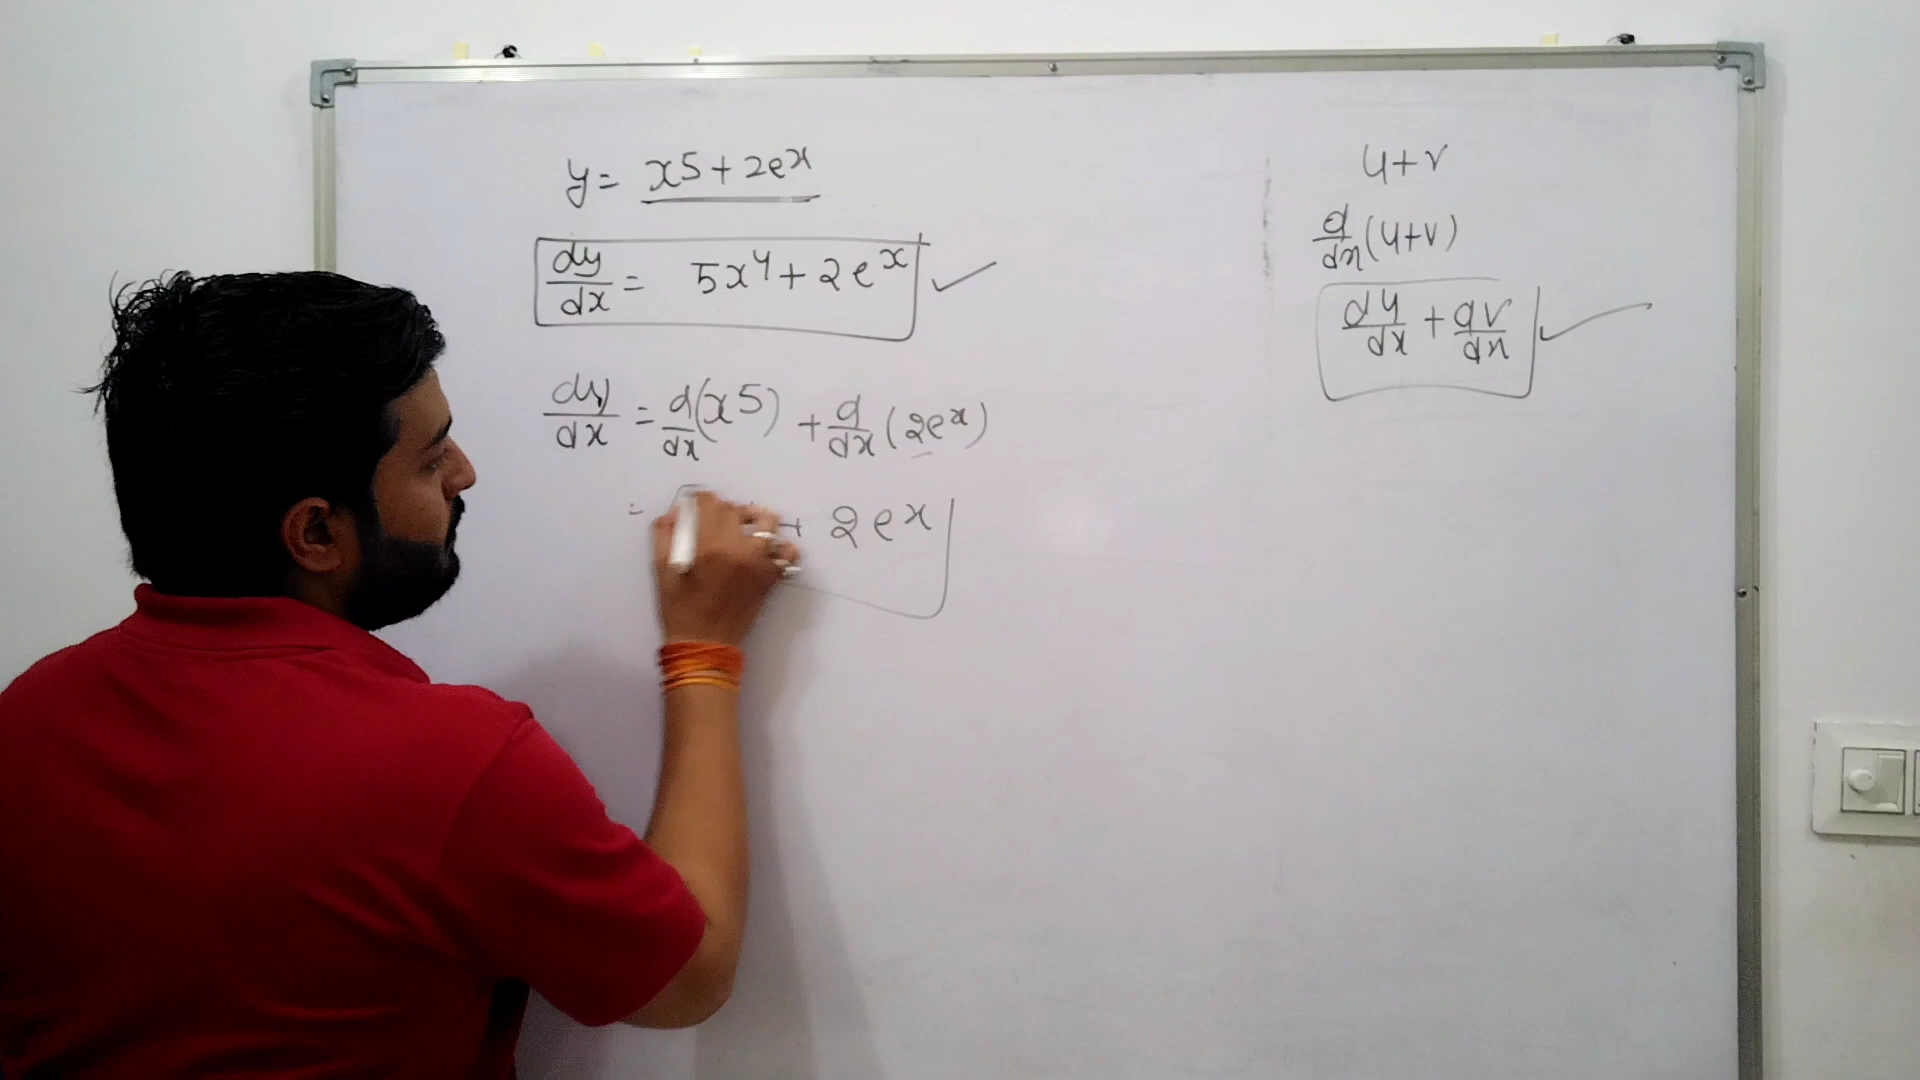 y = x5 + 2e^x
dy/dx = 5x^4 + 2e^x
dy/dx = d/dx (x5) + d/dx (2e^x)
= + 2e^x
u+v
d/dx (u+v)
du/dx + dv/dx